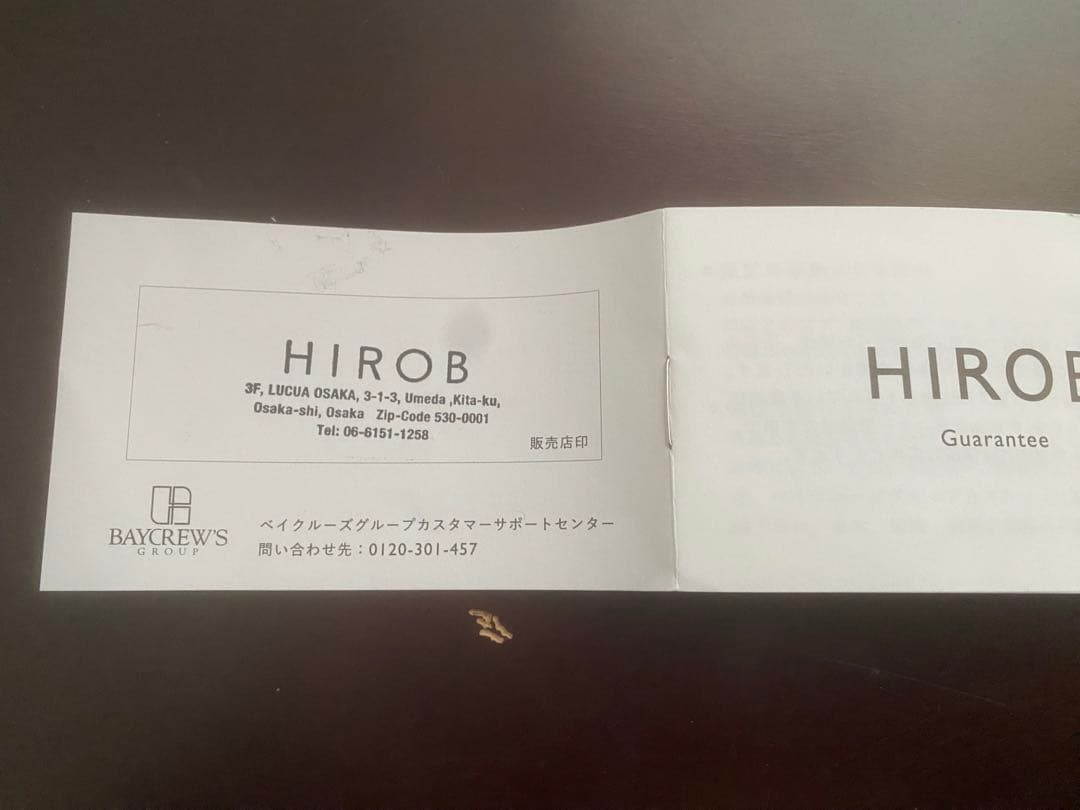 HIROB
3F, LUCUA OSAKA, 3-1-3, Umeda ,Kita-ku,
Osaka-shi, Osaka Zip-Code 530-0001
Tel: 06-6151-1258
販売店印
BAYCREW'S
GROUP
ベイクルーズグループカスタマーサポートセンター
問い合わせ先：0120-301-457
HIROB
Guarantee